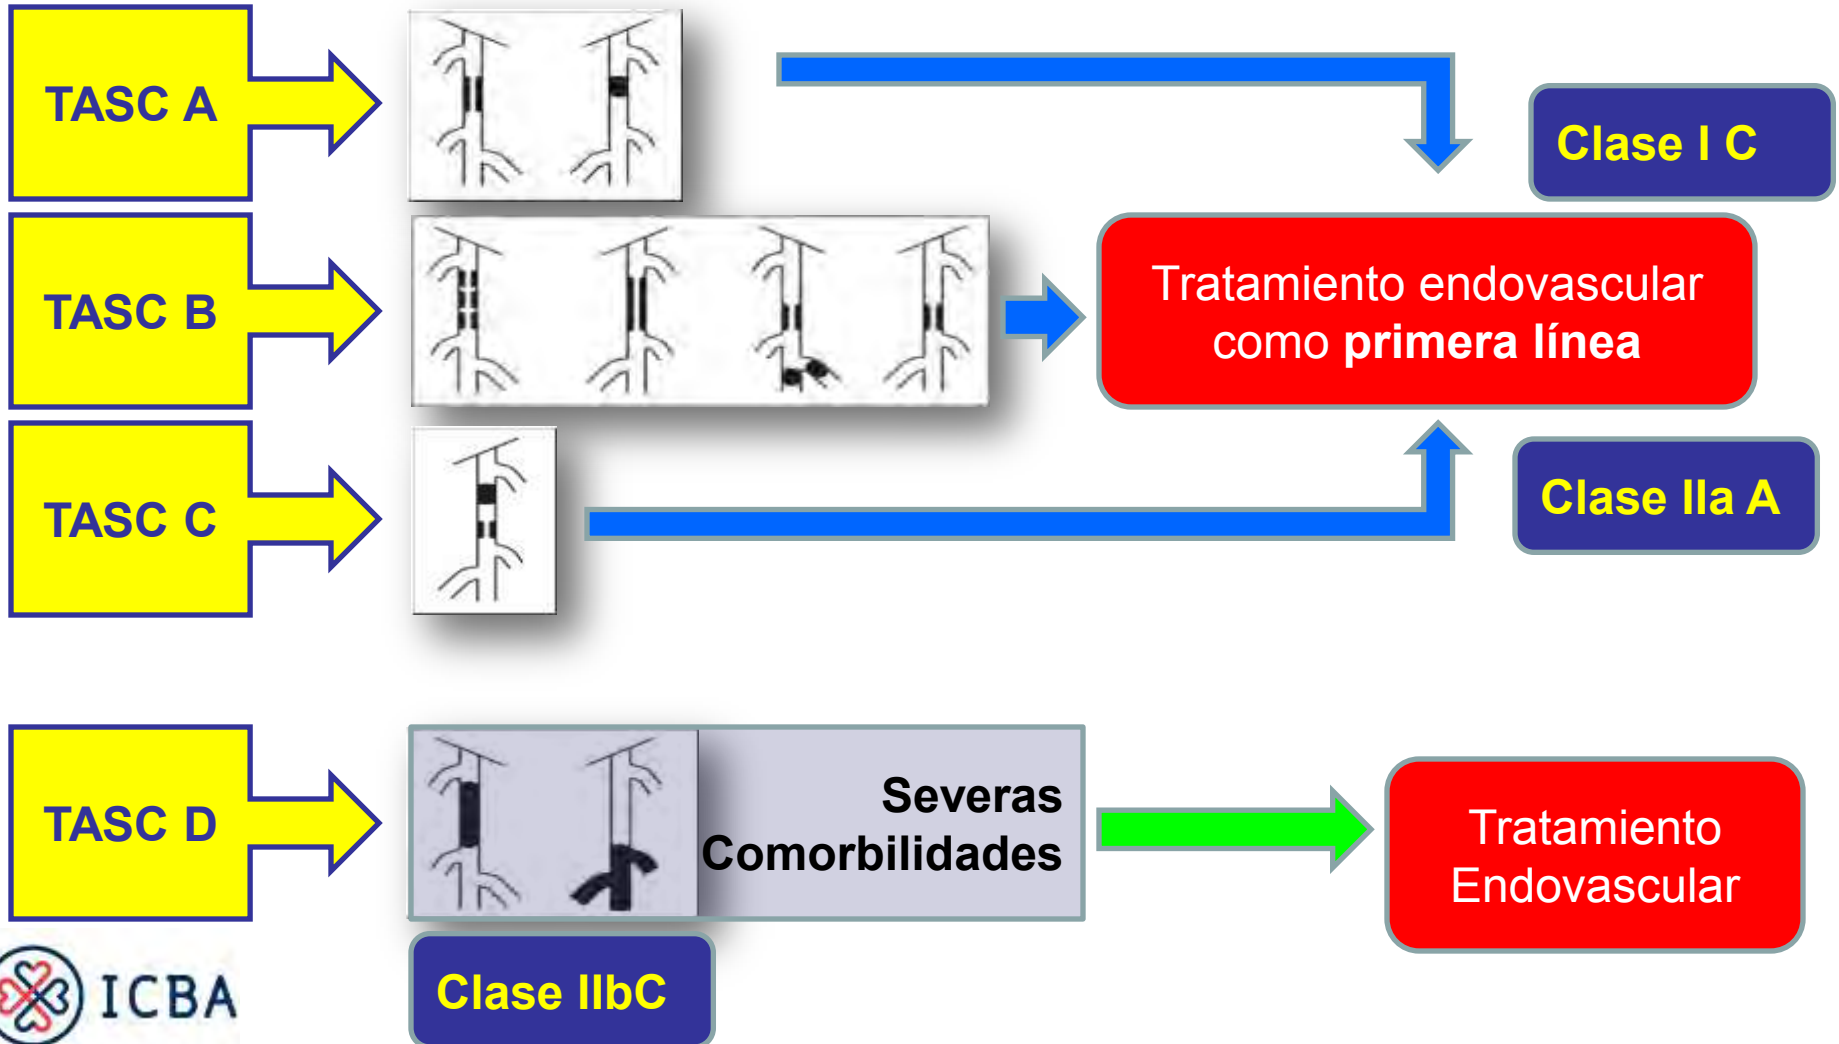 TASC A
Clase I C
TASC B
Tratamiento endovascular
como primera línea
TASC C
Clase IIa A
TASC D
Severas
Comorbilidades
Tratamiento
Endovascular
Clase IIbC
ICBA